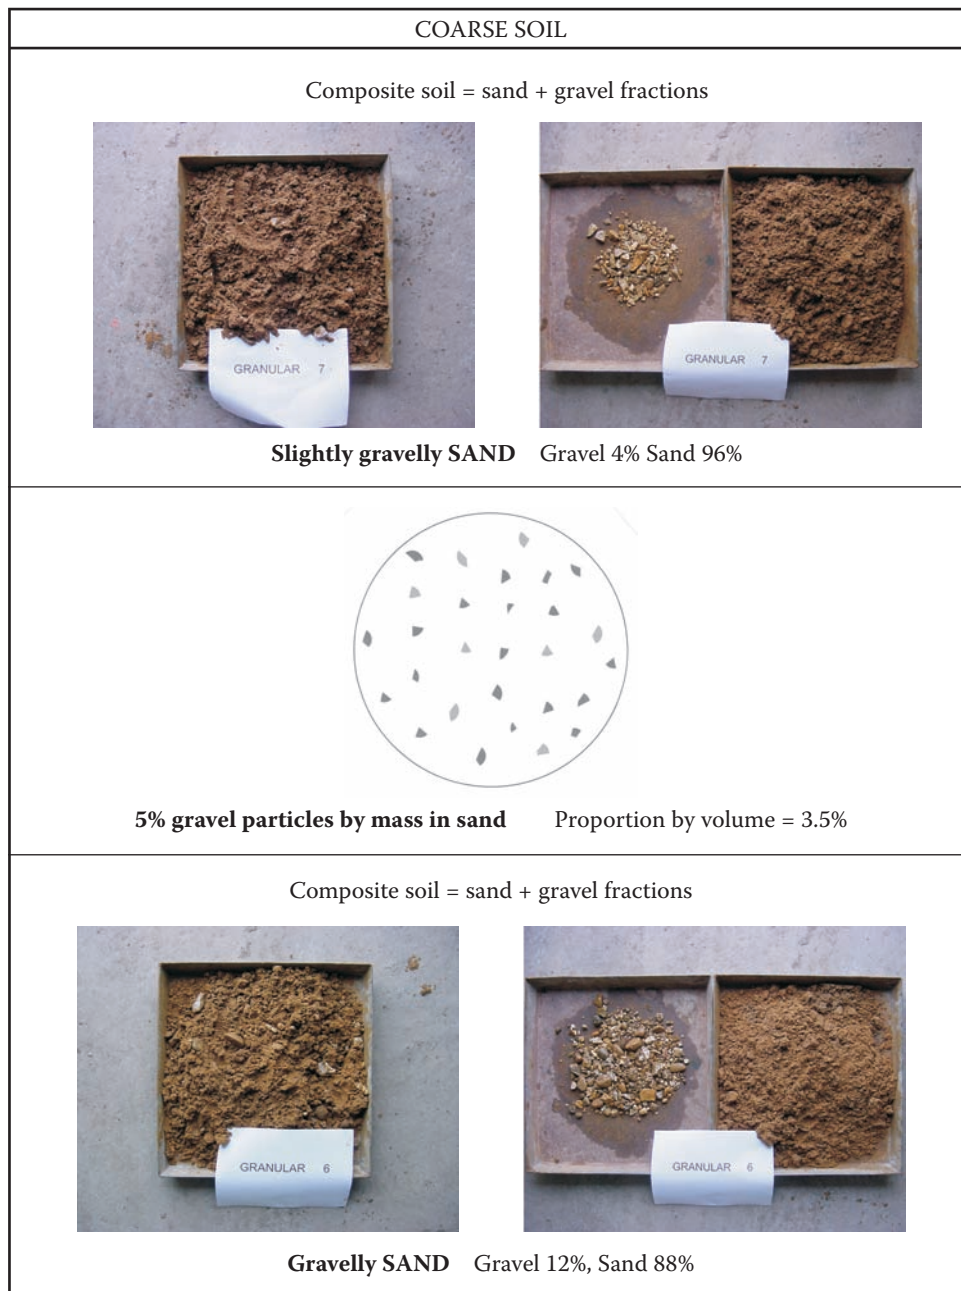 COARSE SOIL
Composite soil = sand + gravel fractions
GRANULAR 7
GRANULAR 7
Slightly gravelly SAND Gravel 4% Sand 96%
5% gravel particles by mass in sand Proportion by volume = 3.5%
Composite soil = sand + gravel fractions
GRANULAR 6
GRANULAR 6
Gravelly SAND Gravel 12%, Sand 88%